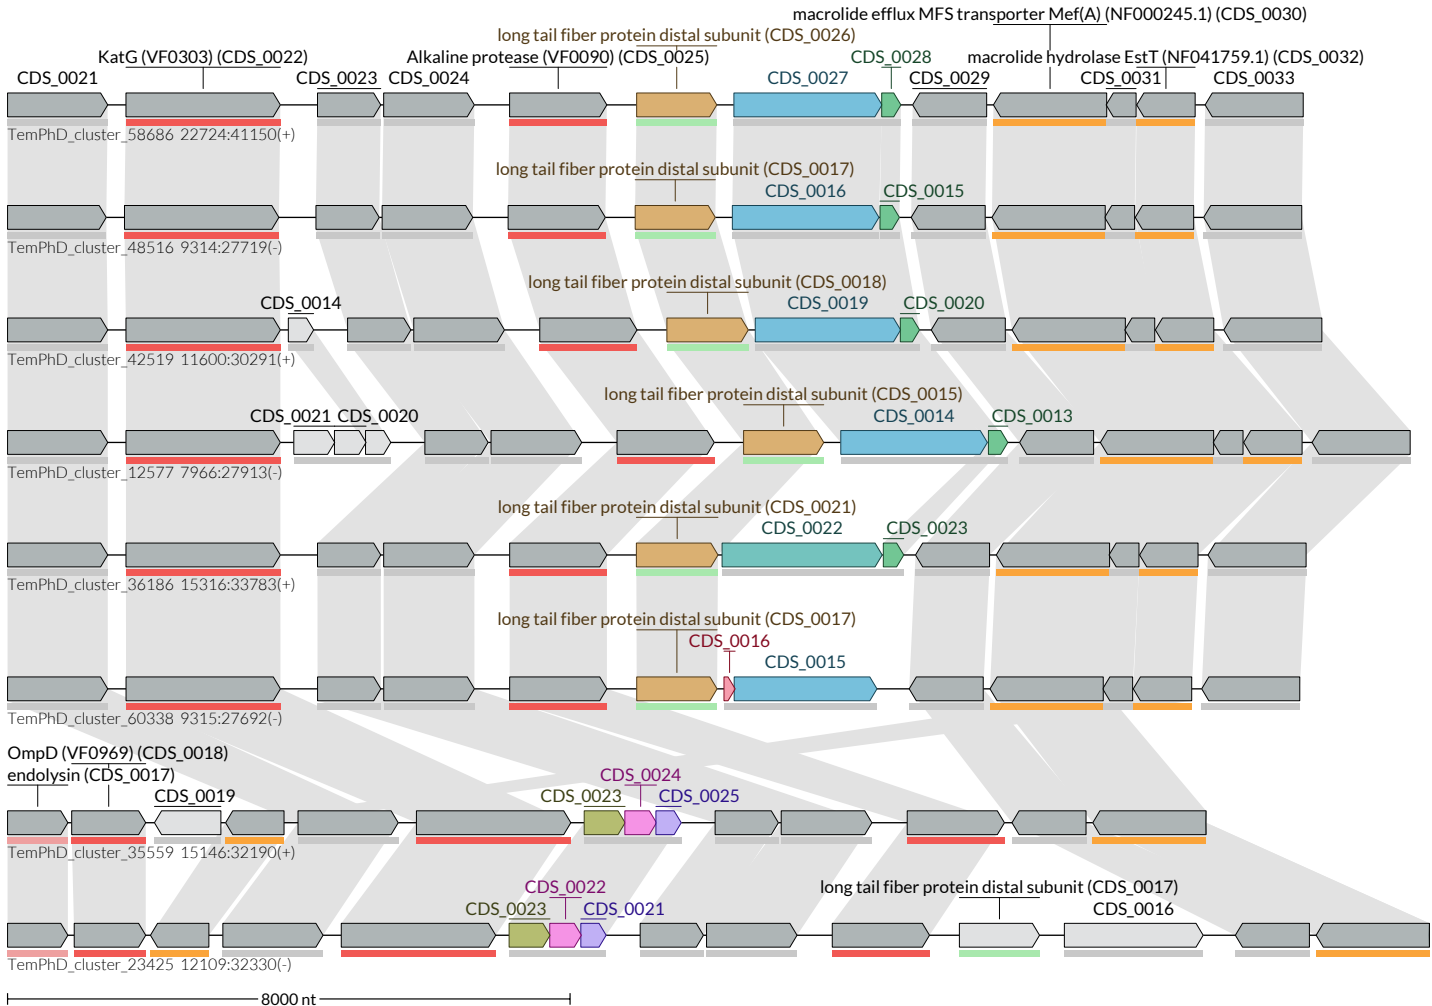 macrolide efflux MFS transporter Mef(A) (NF000245.1) (CDS_0030)
long tail fiber protein distal subunit (CDS_0026)
KatG (VF0303) (CDS_0022) Alkaline protease (VF0090) (CDS_0025) CDS_0028 macrolide hydrolase EstT (NF041759.1) (CDS_0032)
CDS_0021 CDS_0023 CDS_0024 CDS_0027 CDS_0029 CDS_0031 CDS_0033
TemPhD_cluster_58686 22724:41150(+)
long tail fiber protein distal subunit (CDS_0017)
CDS_0016 CDS_0015
TemPhD_cluster_48516 9314:27719(-)
long tail fiber protein distal subunit (CDS_0018)
CDS_0014 CDS_0019 CDS_0020
TemPhD_cluster_42519 11600:30291(+)
long tail fiber protein distal subunit (CDS_0015)
CDS_0021 CDS_0020 CDS_0014 CDS_0013
TemPhD_cluster_12577 7966:27913(-)
long tail fiber protein distal subunit (CDS_0021)
CDS_0022 CDS_0023
TemPhD_cluster_36186 15316:33783(+)
long tail fiber protein distal subunit (CDS_0017)
CDS_0016
CDS_0015
TemPhD_cluster_60338 9315:27692(-)
OmpD (VF0969) (CDS_0018)
endolysin (CDS_0017) CDS_0024
CDS_0019 CDS_0023 CDS_0025
TemPhD_cluster_35559 15146:32190(+)
CDS_0022 long tail fiber protein distal subunit (CDS_0017)
CDS_0023 CDS_0021 CDS_0016
TemPhD_cluster_23425 12109:32330(-)
8000 nt